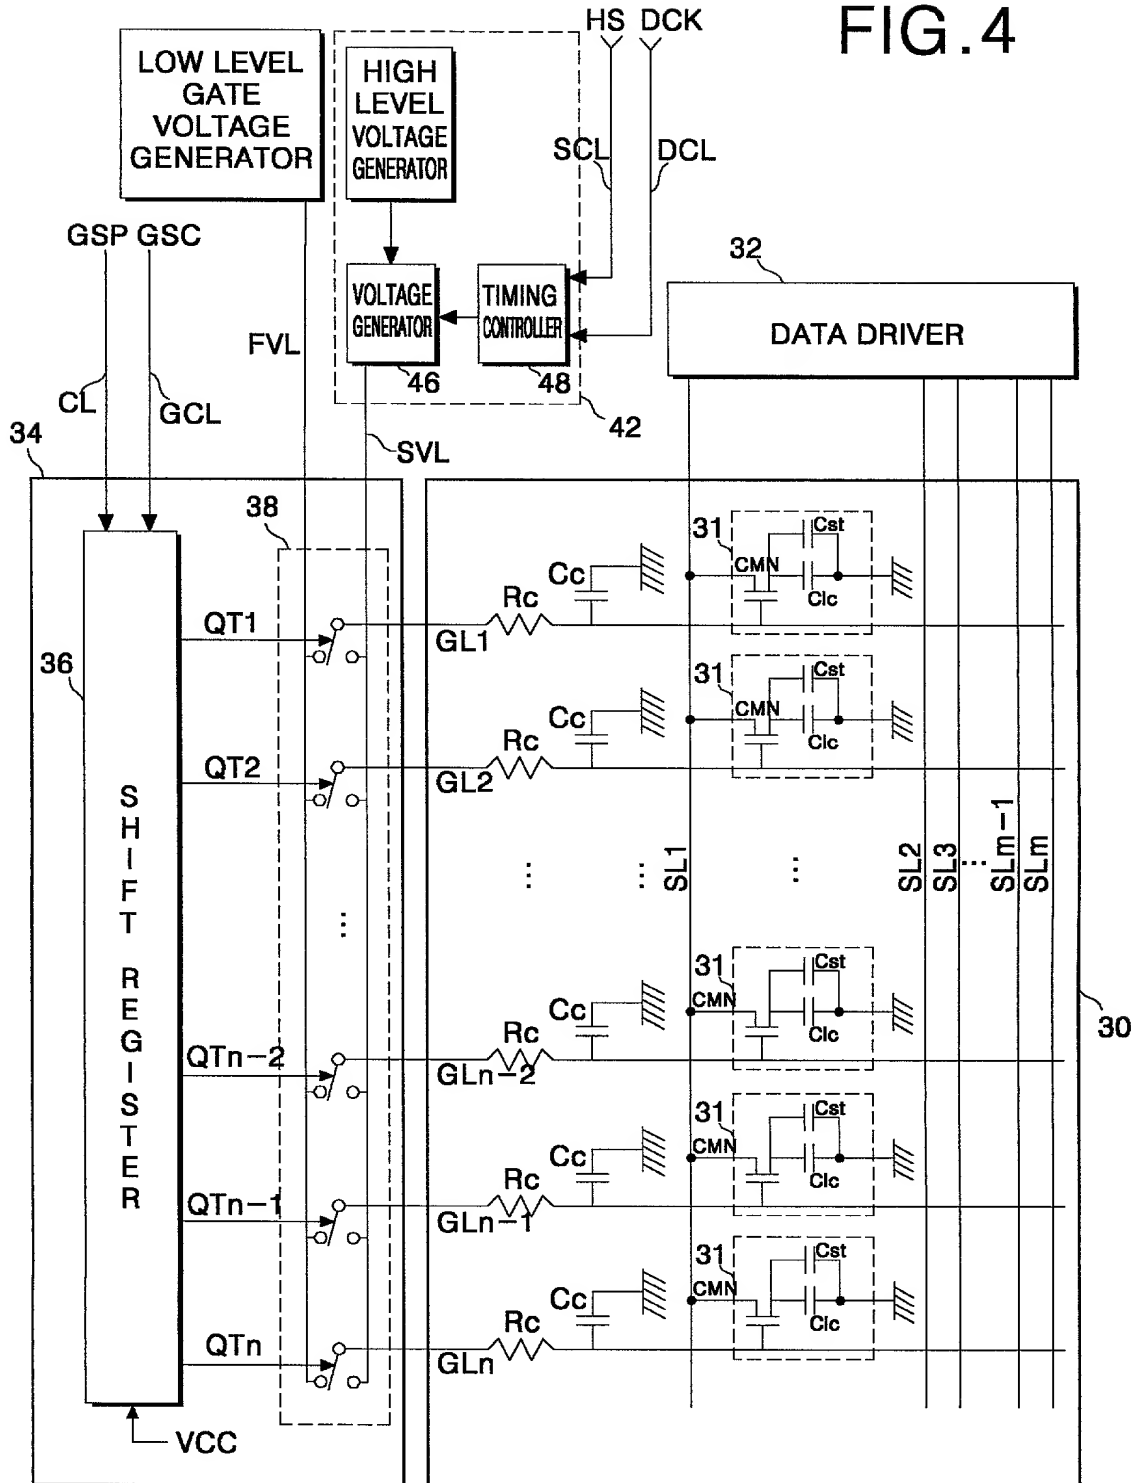 FIG.4
HS DCK
LOW LEVEL
GATE
VOLTAGE
GENERATOR
HIGH
LEVEL
VOLTAGE
GENERATOR
SCL
DCL
GSP GSC
VOLTAGE
GENERATOR
TIMING
CONTROLLER
32
DATA DRIVER
FVL
46
48
CL
GCL
42
34
SVL
38
31
Cst
CMN
Clc
Cc
Rc
QT1
GL1
36
31
Cst
CMN
Clc
Cc
Rc
QT2
GL2
SHIFT REGISTER
...
...
...
SL1
...
SL2
SL3
...
SLm-1
SLm
31
Cst
CMN
Clc
Cc
Rc
30
QTn-2
GLn-2
31
Cst
CMN
Clc
Cc
Rc
QTn-1
GLn-1
31
Cst
CMN
Clc
Cc
Rc
QTn
GLn
VCC